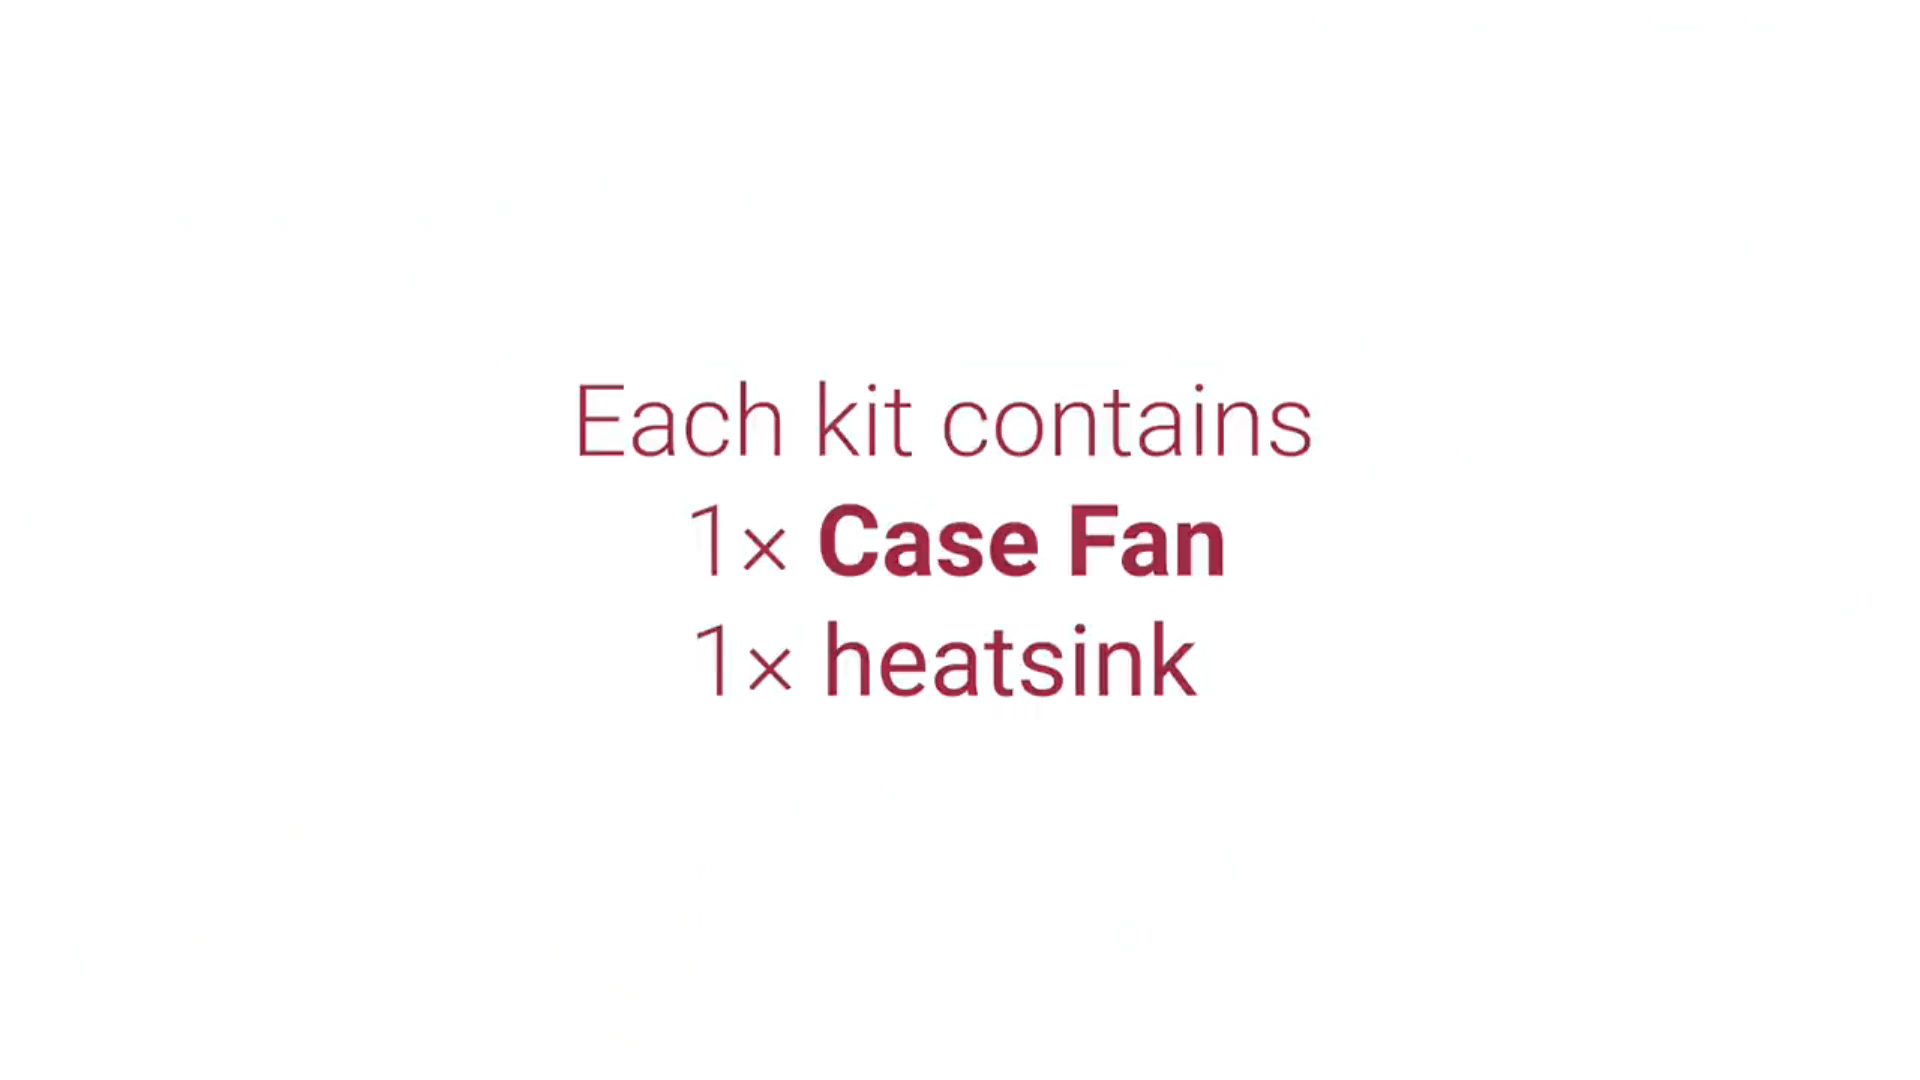 Each kit contains
1× Case Fan
1× heatsink